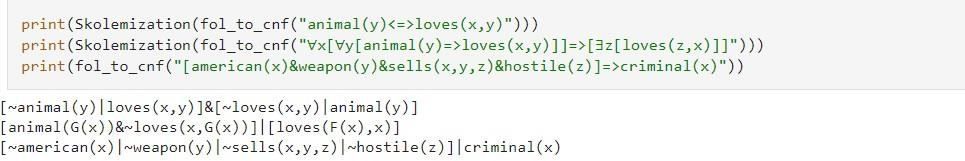 print(Skolemization(fol_to_cnf("animal(y)<=>loves(x,y)")))
print(Skolemization(fol_to_cnf("∀x[∀y[animal(y)=>loves(x,y)]]=>[∃z[loves(z,x)]]")))
print(fol_to_cnf("[american(x)&weapon(y)&sells(x,y,z)&hostile(z)]=>criminal(x)"))
[~animal(y)|loves(x,y)]&[~loves(x,y)|animal(y)]
[animal(G(x))&~loves(x,G(x))]|[loves(F(x),x)]
[~american(x)|~weapon(y)|~sells(x,y,z)|~hostile(z)]|criminal(x)